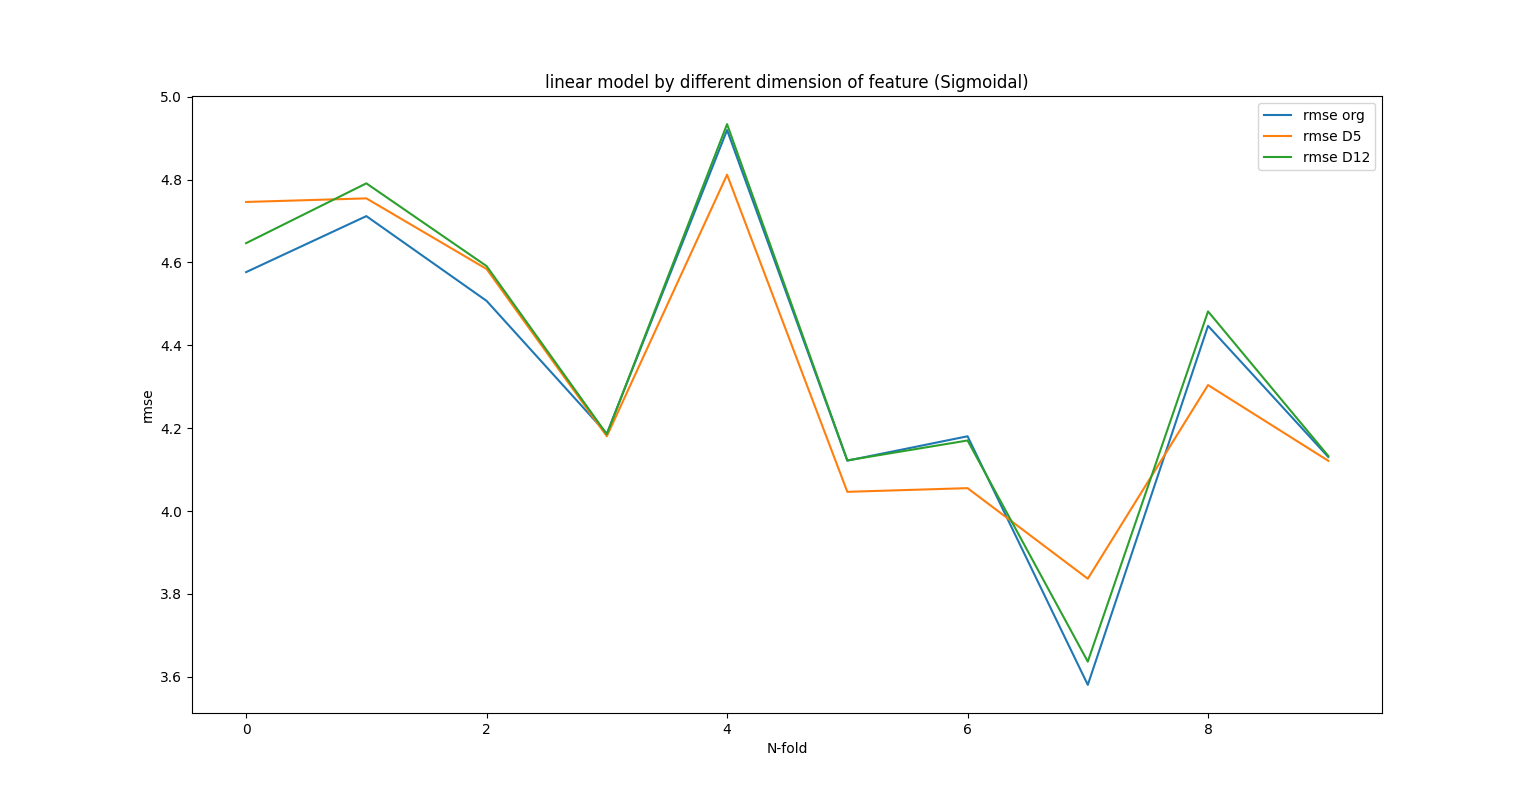 linear model by different dimension of feature (Sigmoidal)
rmse org
rmse D5
rmse D12
rmse
5.0
4.8
4.6
4.4
4.2
4.0
3.8
3.6
0 2 4 6 8
N-fold